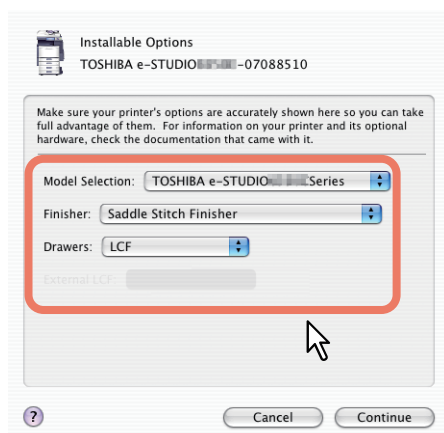 Installable Options
TOSHIBA e-STUDIO -07088510
Make sure your printer's options are accurately shown here so you can take
full advantage of them. For information on your printer and its optional
hardware, check the documentation that came with it.
Model Selection: TOSHIBA e-STUDIO Series
Finisher: Saddle Stitch Finisher
Drawers: LCF
External LCF:
? Cancel Continue